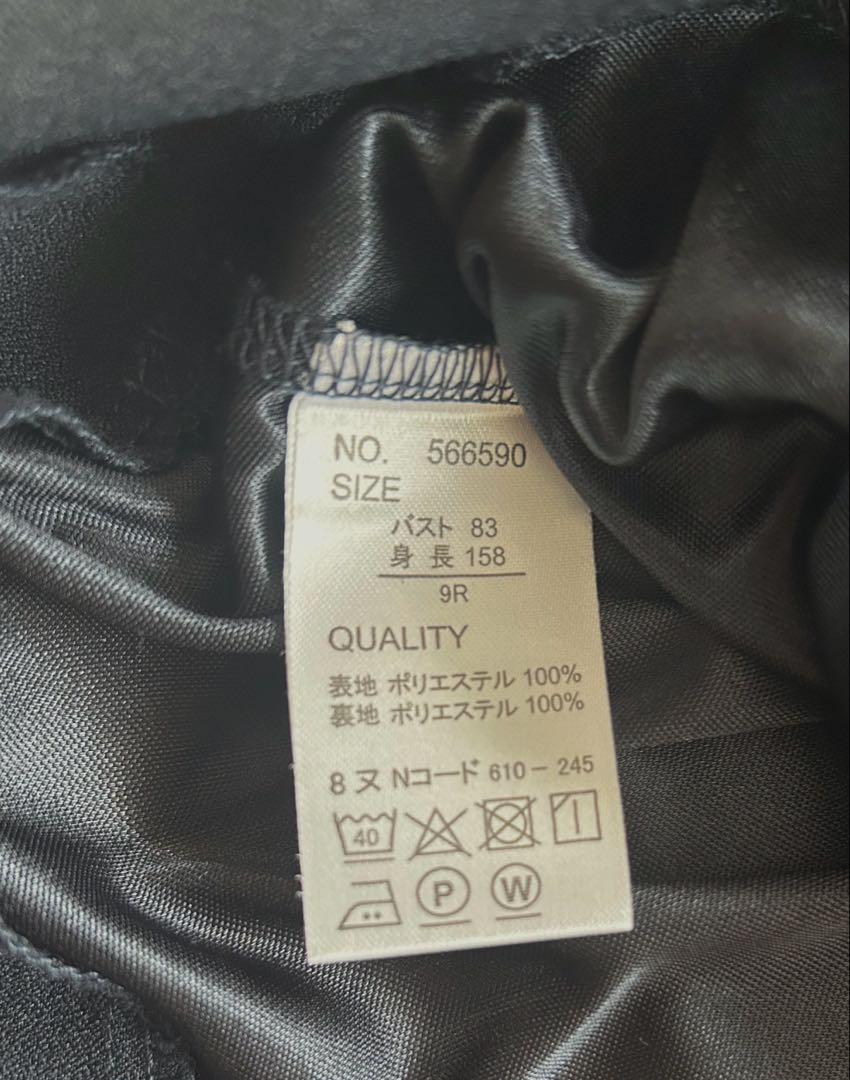 NO. 566590
SIZE
バスト 83
身長 158
9R
QUALITY
表地 ポリエステル 100%
裏地 ポリエステル 100%
8ヌ Nコード 610-245
40
P W